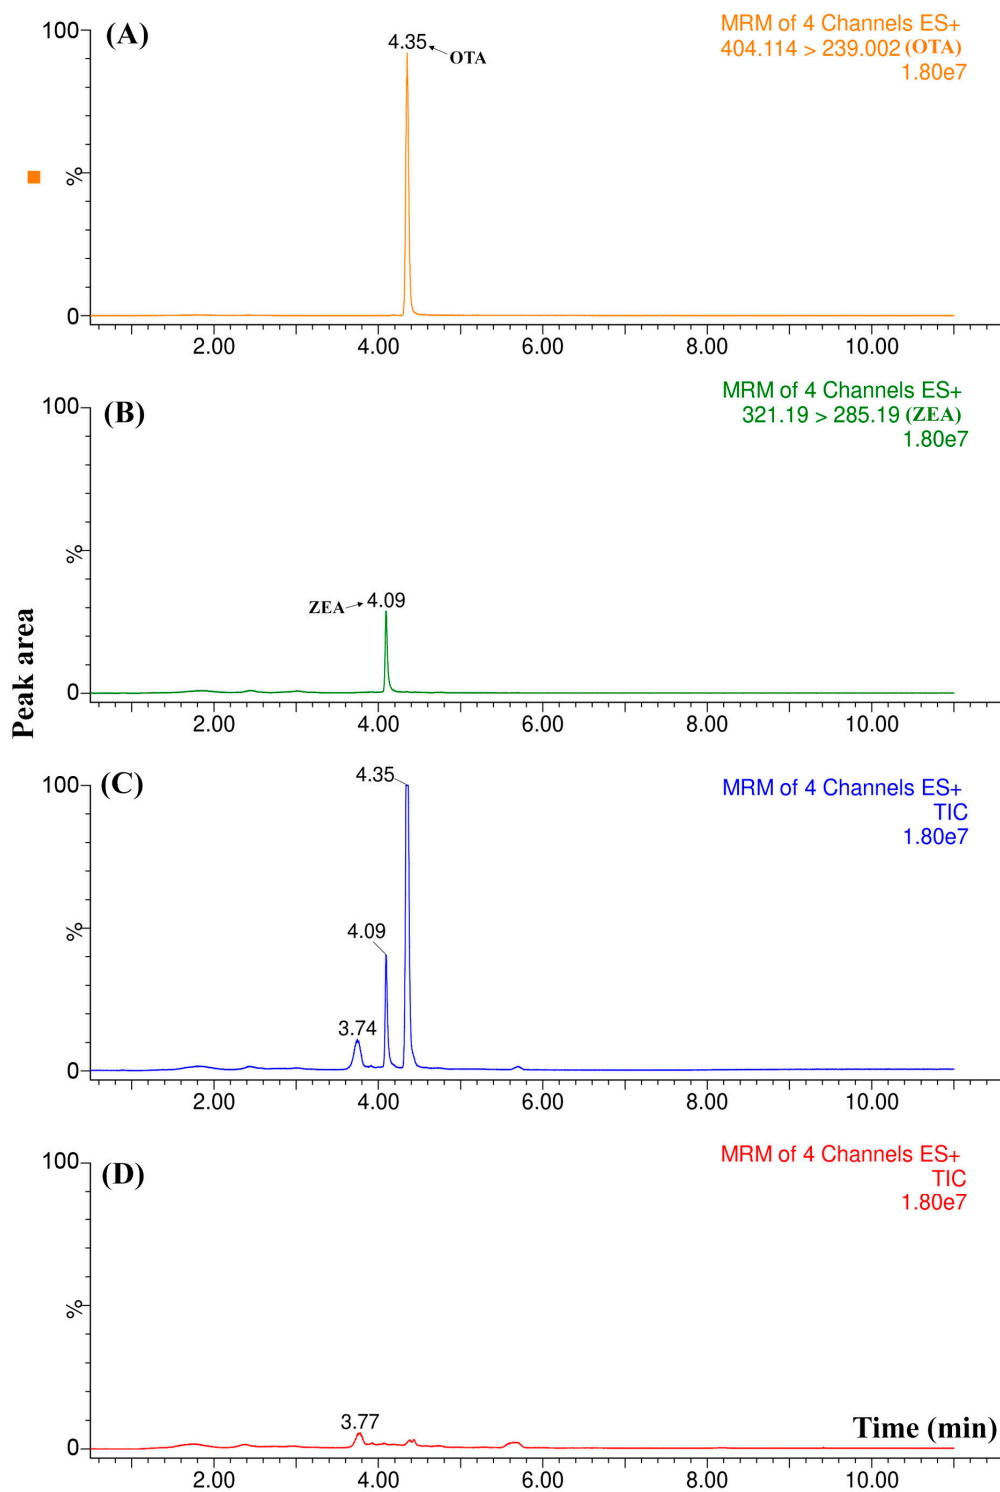 (A)
MRM of 4 Channels ES+
404.114 > 239.002 (OTA)
1.80e7
100
%
0
4.35
OTA
2.00 4.00 6.00 8.00 10.00
(B)
MRM of 4 Channels ES+
321.19 > 285.19 (ZEA)
1.80e7
100
%
0
ZEA
4.09
2.00 4.00 6.00 8.00 10.00
Peak area
(C)
MRM of 4 Channels ES+
TIC
1.80e7
100
%
0
4.35
4.09
3.74
2.00 4.00 6.00 8.00 10.00
(D)
MRM of 4 Channels ES+
TIC
1.80e7
100
%
0
3.77
Time (min)
2.00 4.00 6.00 8.00 10.00